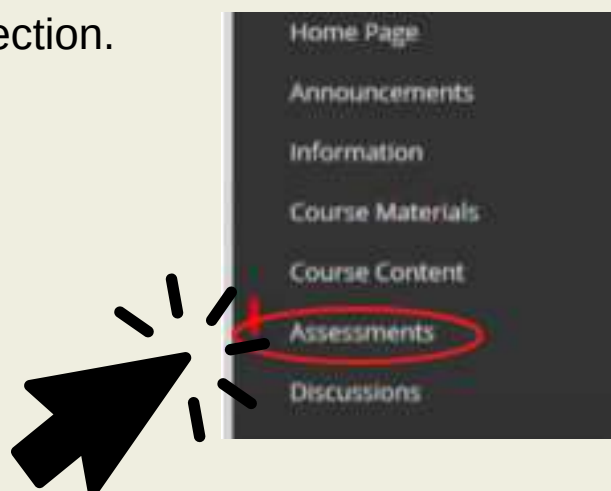 ection.
Home Page
Announcements
Information
Course Materials
Course Content
Assessments
Discussions